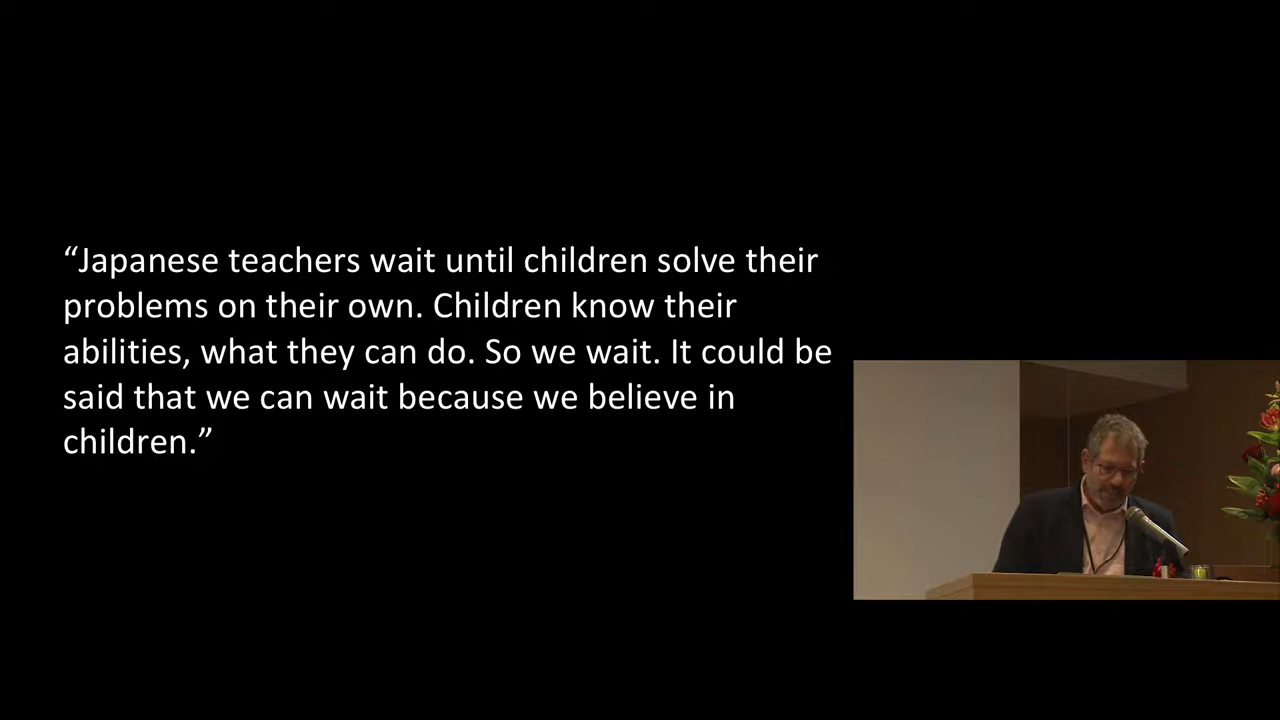 “Japanese teachers wait until children solve their
problems on their own. Children know their
abilities, what they can do. So we wait. It could be
said that we can wait because we believe in
children.”